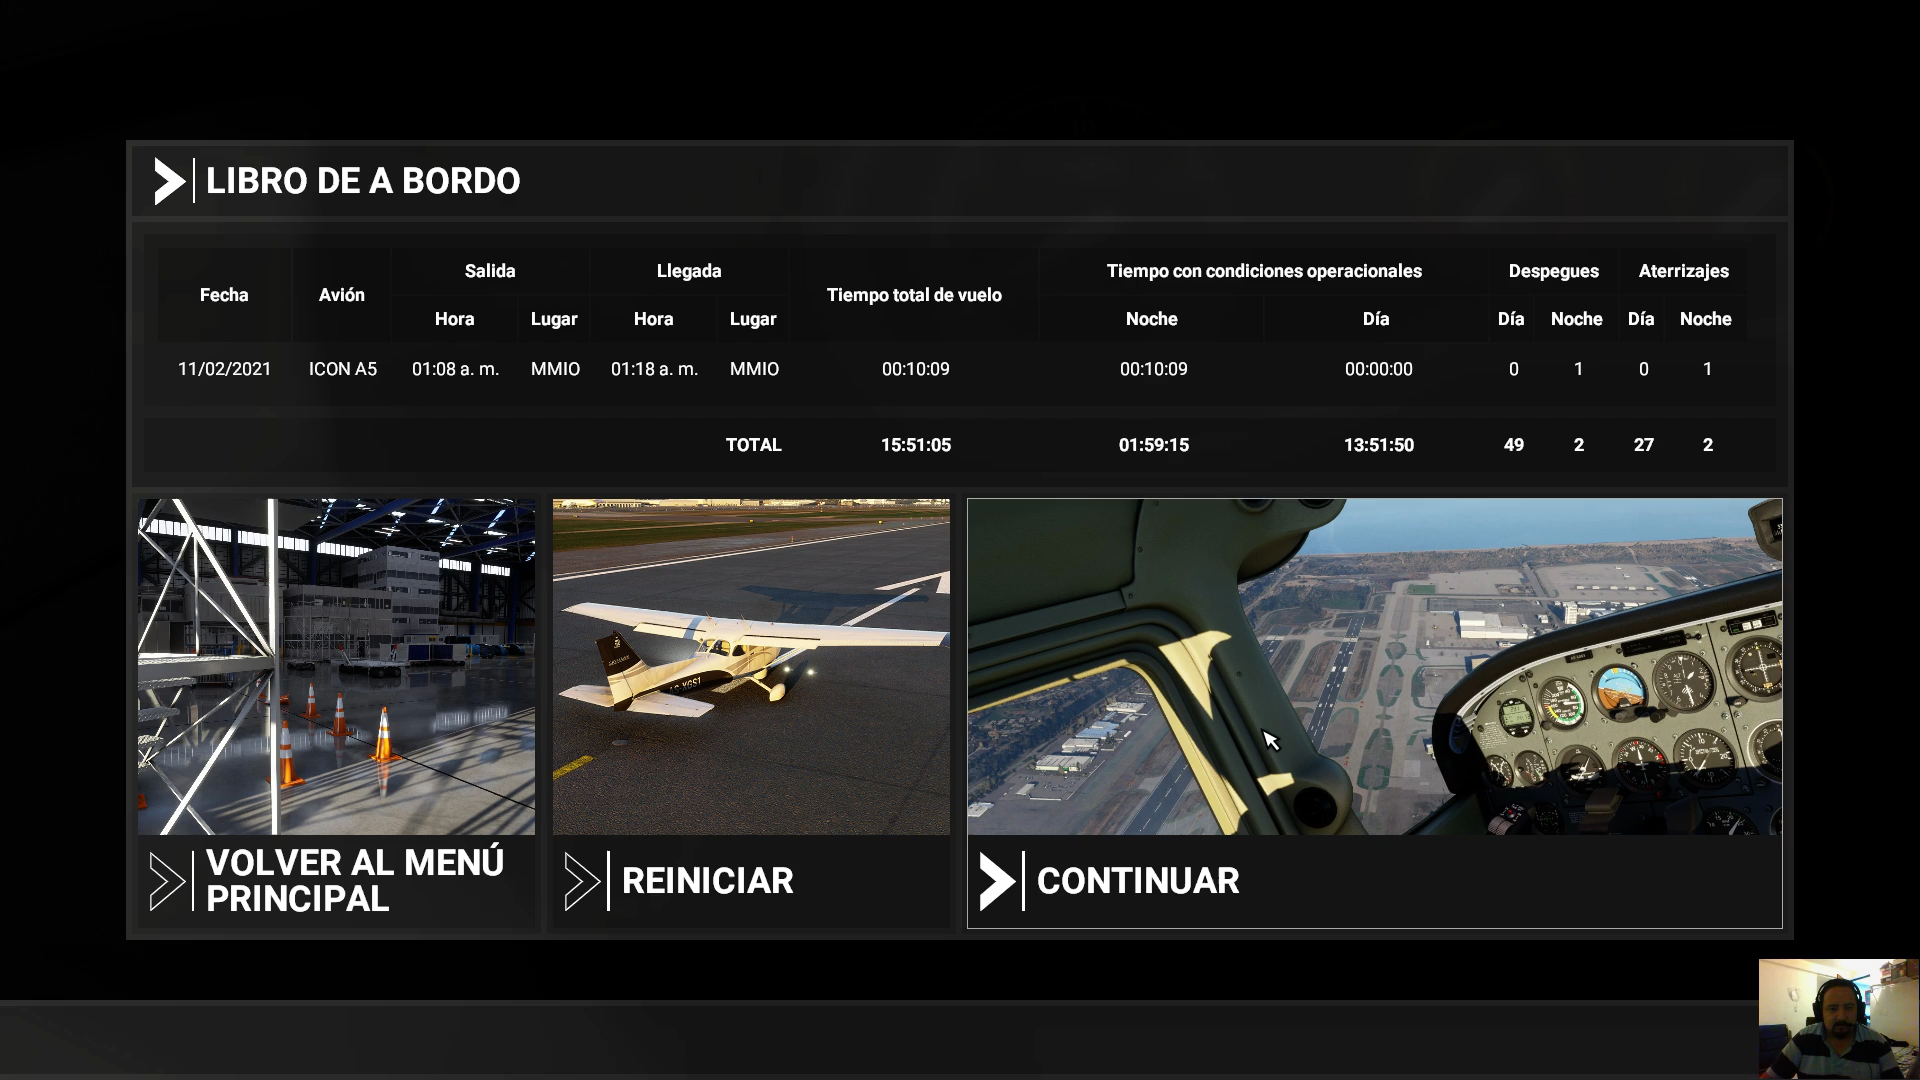 LIBRO DE A BORDO
Fecha Avión Salida Llegada Tiempo total de vuelo Tiempo con condiciones operacionales Despegues Aterrizajes
Hora Lugar Hora Lugar Noche Día Día Noche Día Noche
11/02/2021 ICON A5 01:08 a. m. MMIO 01:18 a. m. MMIO 00:10:09 00:10:09 00:00:00 0 1 0 1
TOTAL 15:51:05 01:59:15 13:51:50 49 2 27 2
VOLVER AL MENÚ
PRINCIPAL
REINICIAR
CONTINUAR